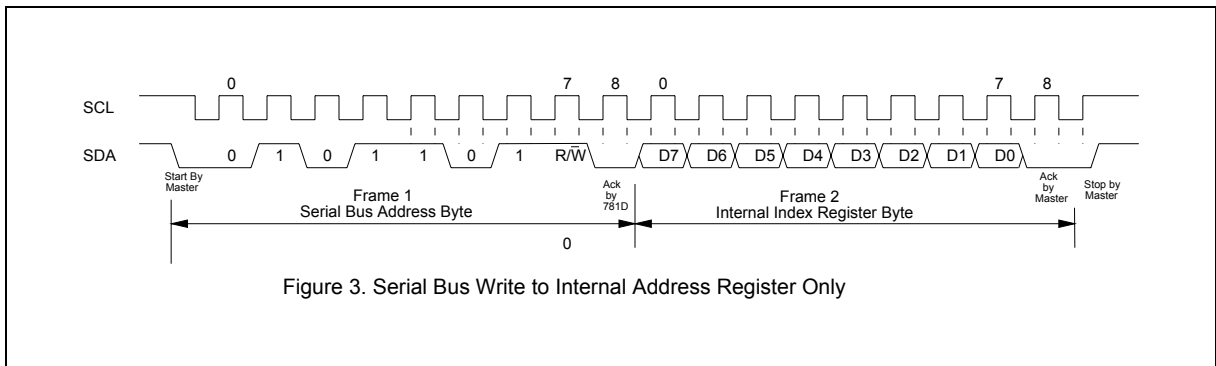 0 7 8 0 7 8
SCL
SDA 0 1 0 1 1 0 1 R/W̅ D7 D6 D5 D4 D3 D2 D1 D0
Start By
Master
Ack
by
781D
Ack
by
Master
Stop by
Master
Frame 1
Serial Bus Address Byte
Frame 2
Internal Index Register Byte
0
Figure 3. Serial Bus Write to Internal Address Register Only